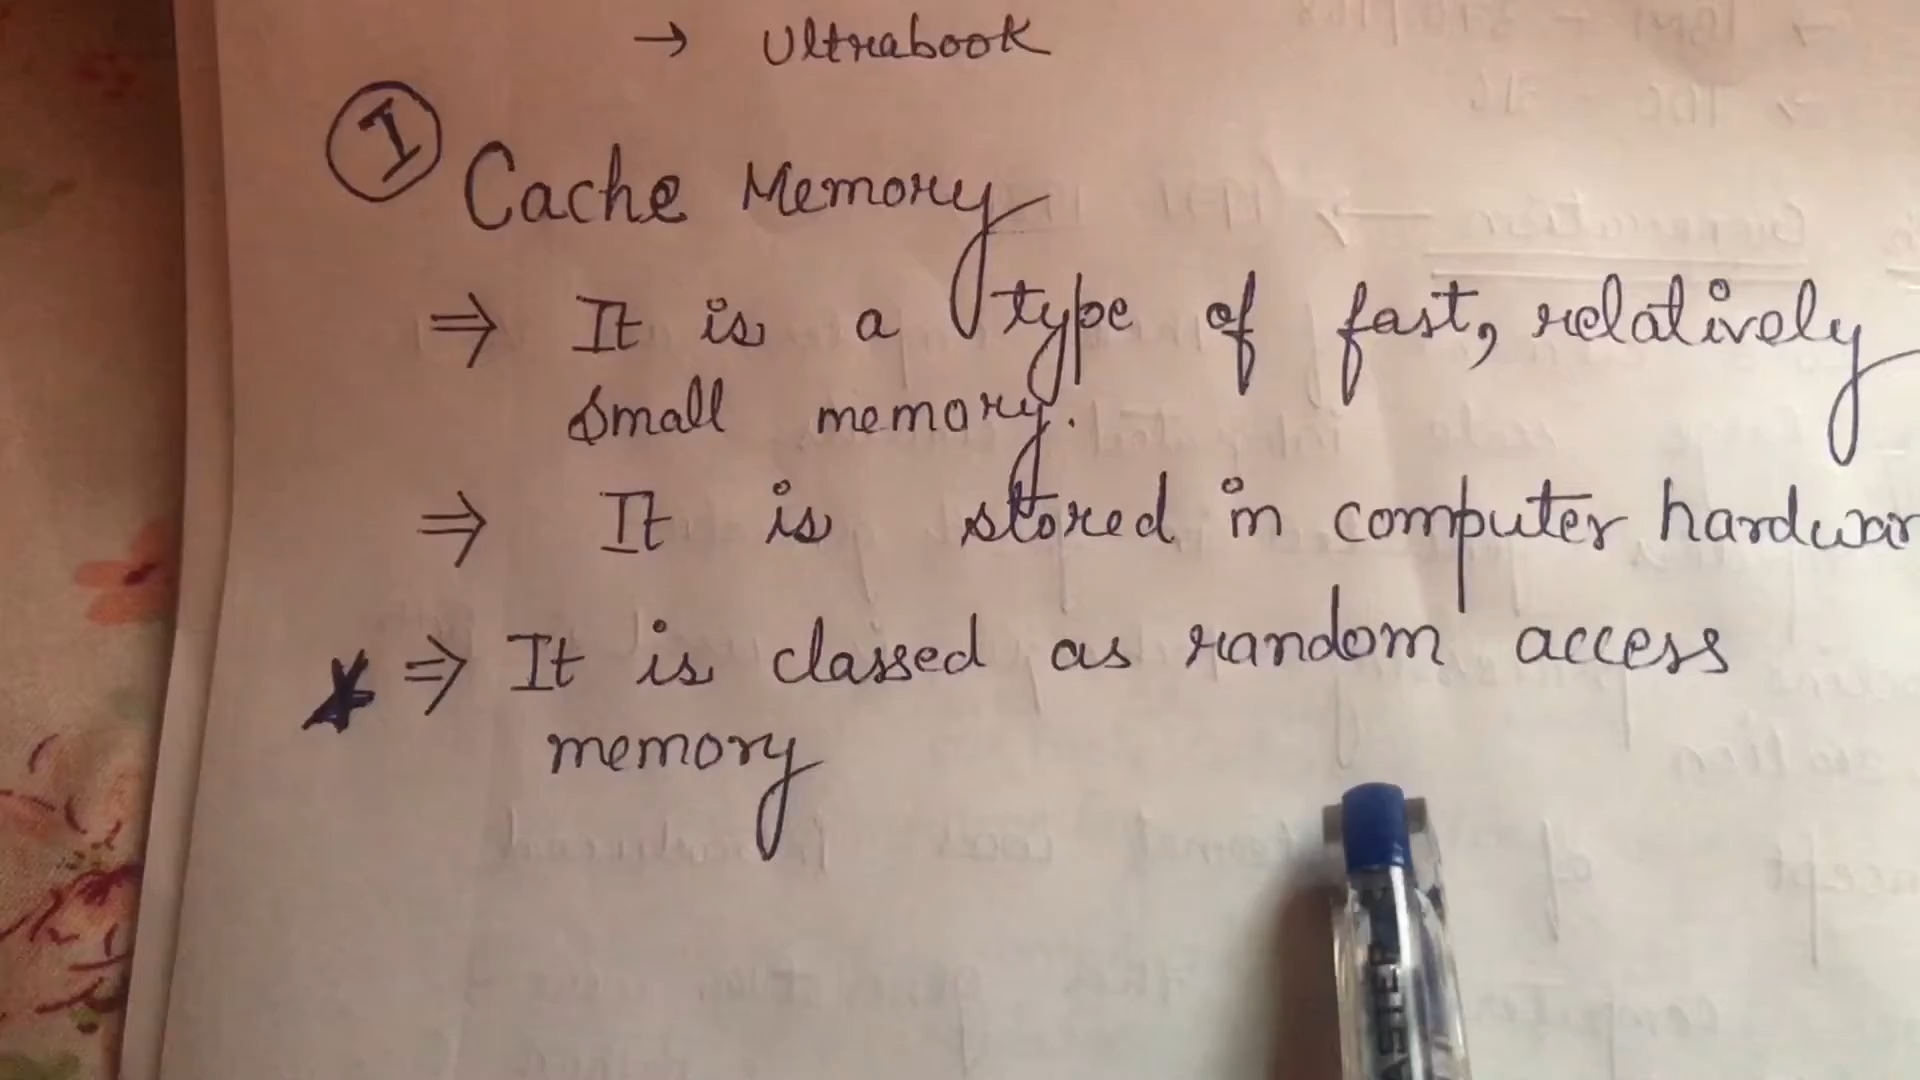 → Ultrabook
I Cache Memory
⇒ It is a type of fast, relatively
small memory.
⇒ It is stored in computer hardwar
⇒ It is classed as random access
memory